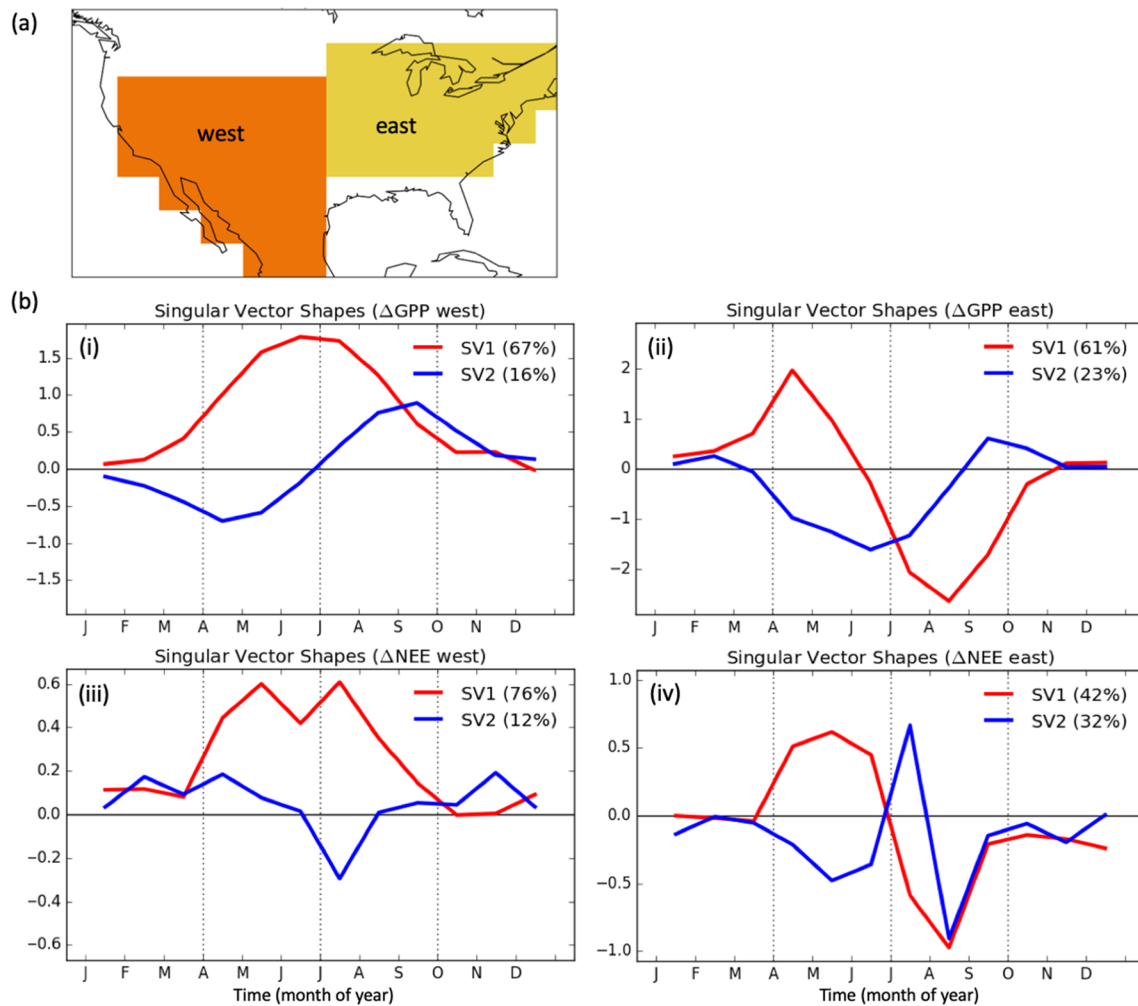 (a)
west
east
(b)
Singular Vector Shapes (ΔGPP west)
(i)
SV1 (67%)
SV2 (16%)
1.5
1.0
0.5
0.0
−0.5
−1.0
−1.5
J F M A M J J A S O N D
Singular Vector Shapes (ΔGPP east)
(ii)
SV1 (61%)
SV2 (23%)
2
1
0
−1
−2
J F M A M J J A S O N D
Singular Vector Shapes (ΔNEE west)
(iii)
SV1 (76%)
SV2 (12%)
0.6
0.4
0.2
0.0
−0.2
−0.4
−0.6
J F M A M J J A S O N D
Time (month of year)
Singular Vector Shapes (ΔNEE east)
(iv)
SV1 (42%)
SV2 (32%)
1.0
0.5
0.0
−0.5
−1.0
J F M A M J J A S O N D
Time (month of year)